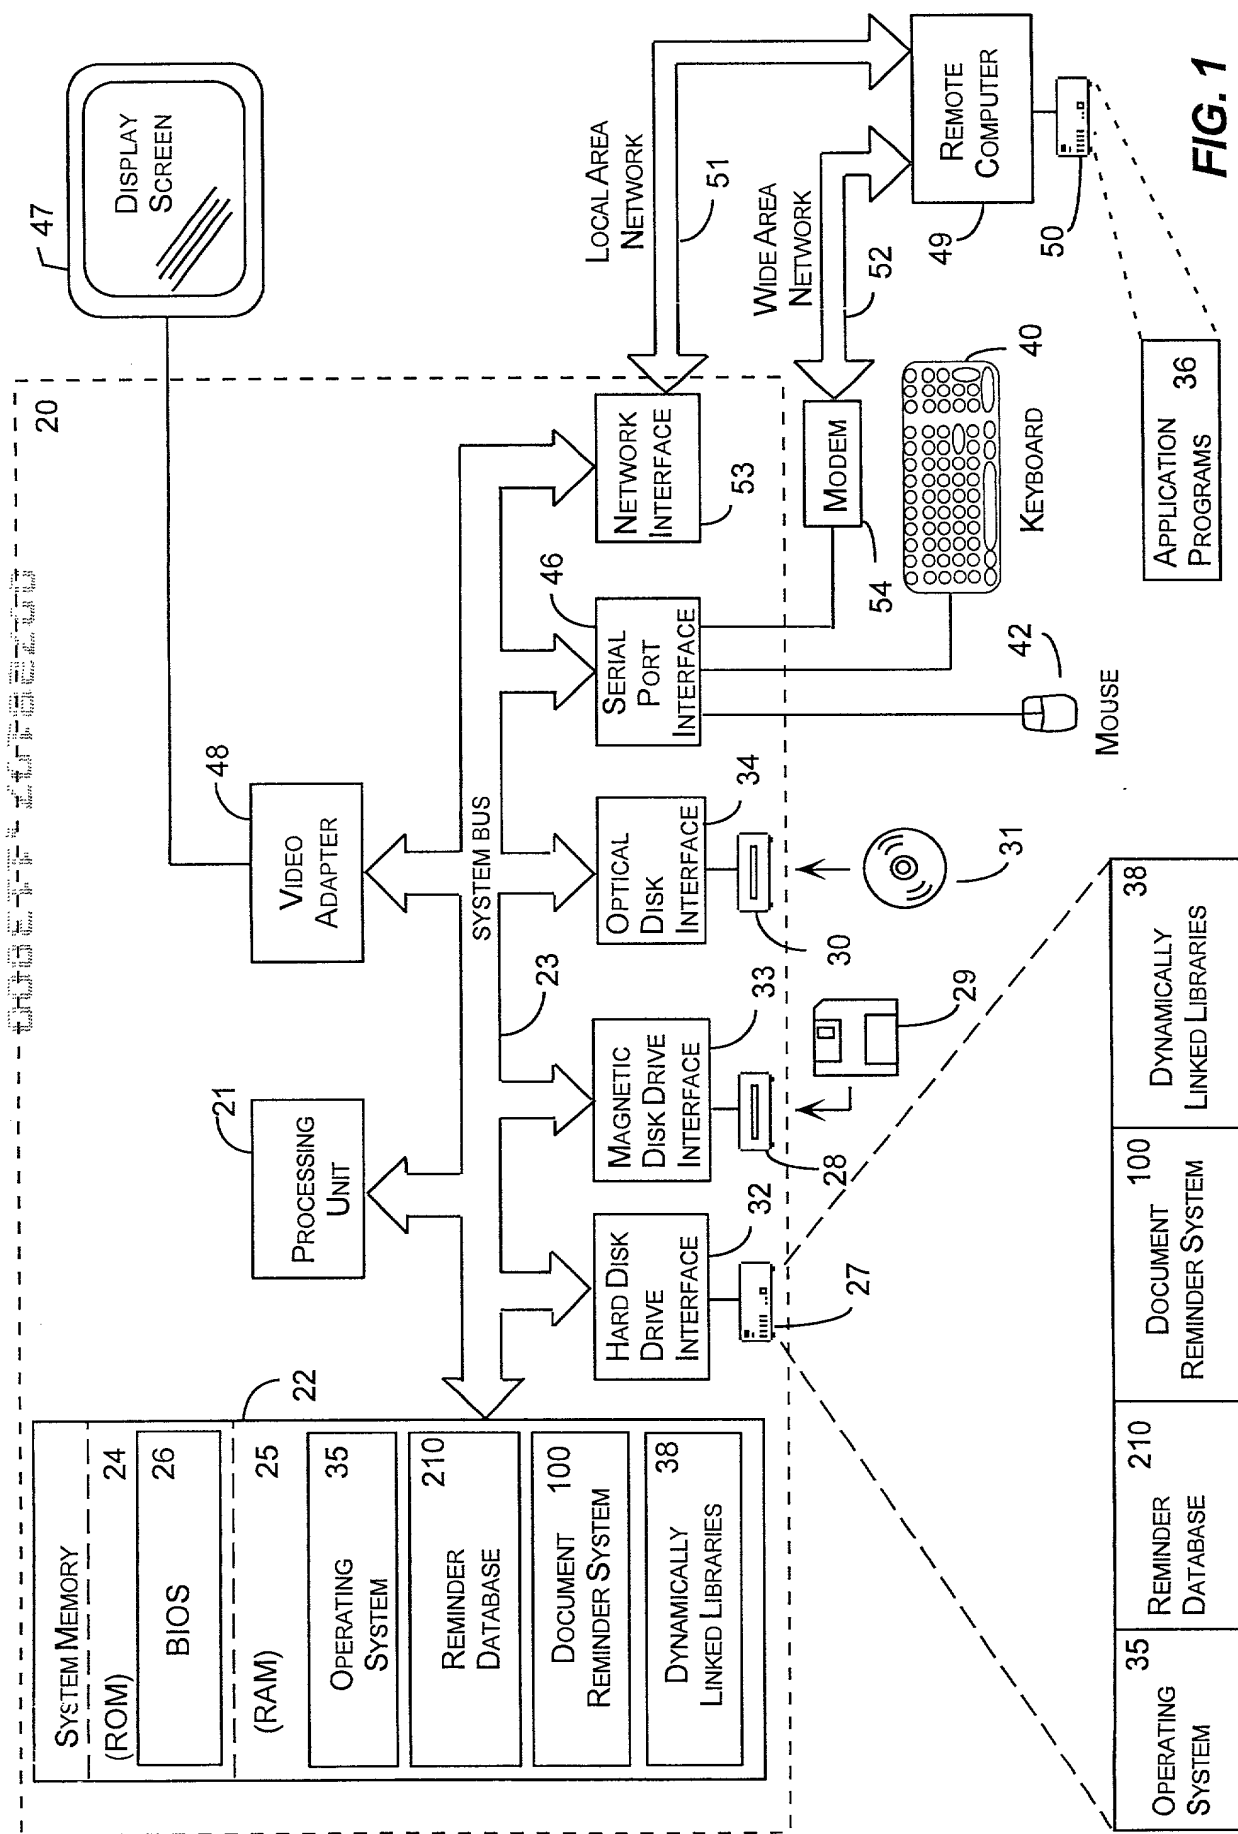 47
DISPLAY
SCREEN
20
48
VIDEO
ADAPTER
21
PROCESSING
UNIT
22
SYSTEM MEMORY
(ROM) 24
BIOS 26
(RAM) 25
OPERATING
SYSTEM
35
REMINDER
DATABASE
210
DOCUMENT
REMINDER SYSTEM
100
DYNAMICALLY
LINKED LIBRARIES
38
SYSTEM BUS
23
HARD DISK
DRIVE
INTERFACE
32
MAGNETIC
DISK DRIVE
INTERFACE
33
OPTICAL
DISK
INTERFACE
34
SERIAL
PORT
INTERFACE
46
NETWORK
INTERFACE
53
LOCAL AREA
NETWORK
51
WIDE AREA
NETWORK
52
MODEM
54
REMOTE
COMPUTER
49
50
27
28
29
30
31
MOUSE
42
KEYBOARD
40
APPLICATION
PROGRAMS
36
OPERATING
SYSTEM
35
REMINDER
DATABASE
210
DOCUMENT
REMINDER SYSTEM
100
DYNAMICALLY
LINKED LIBRARIES
38
FIG. 1